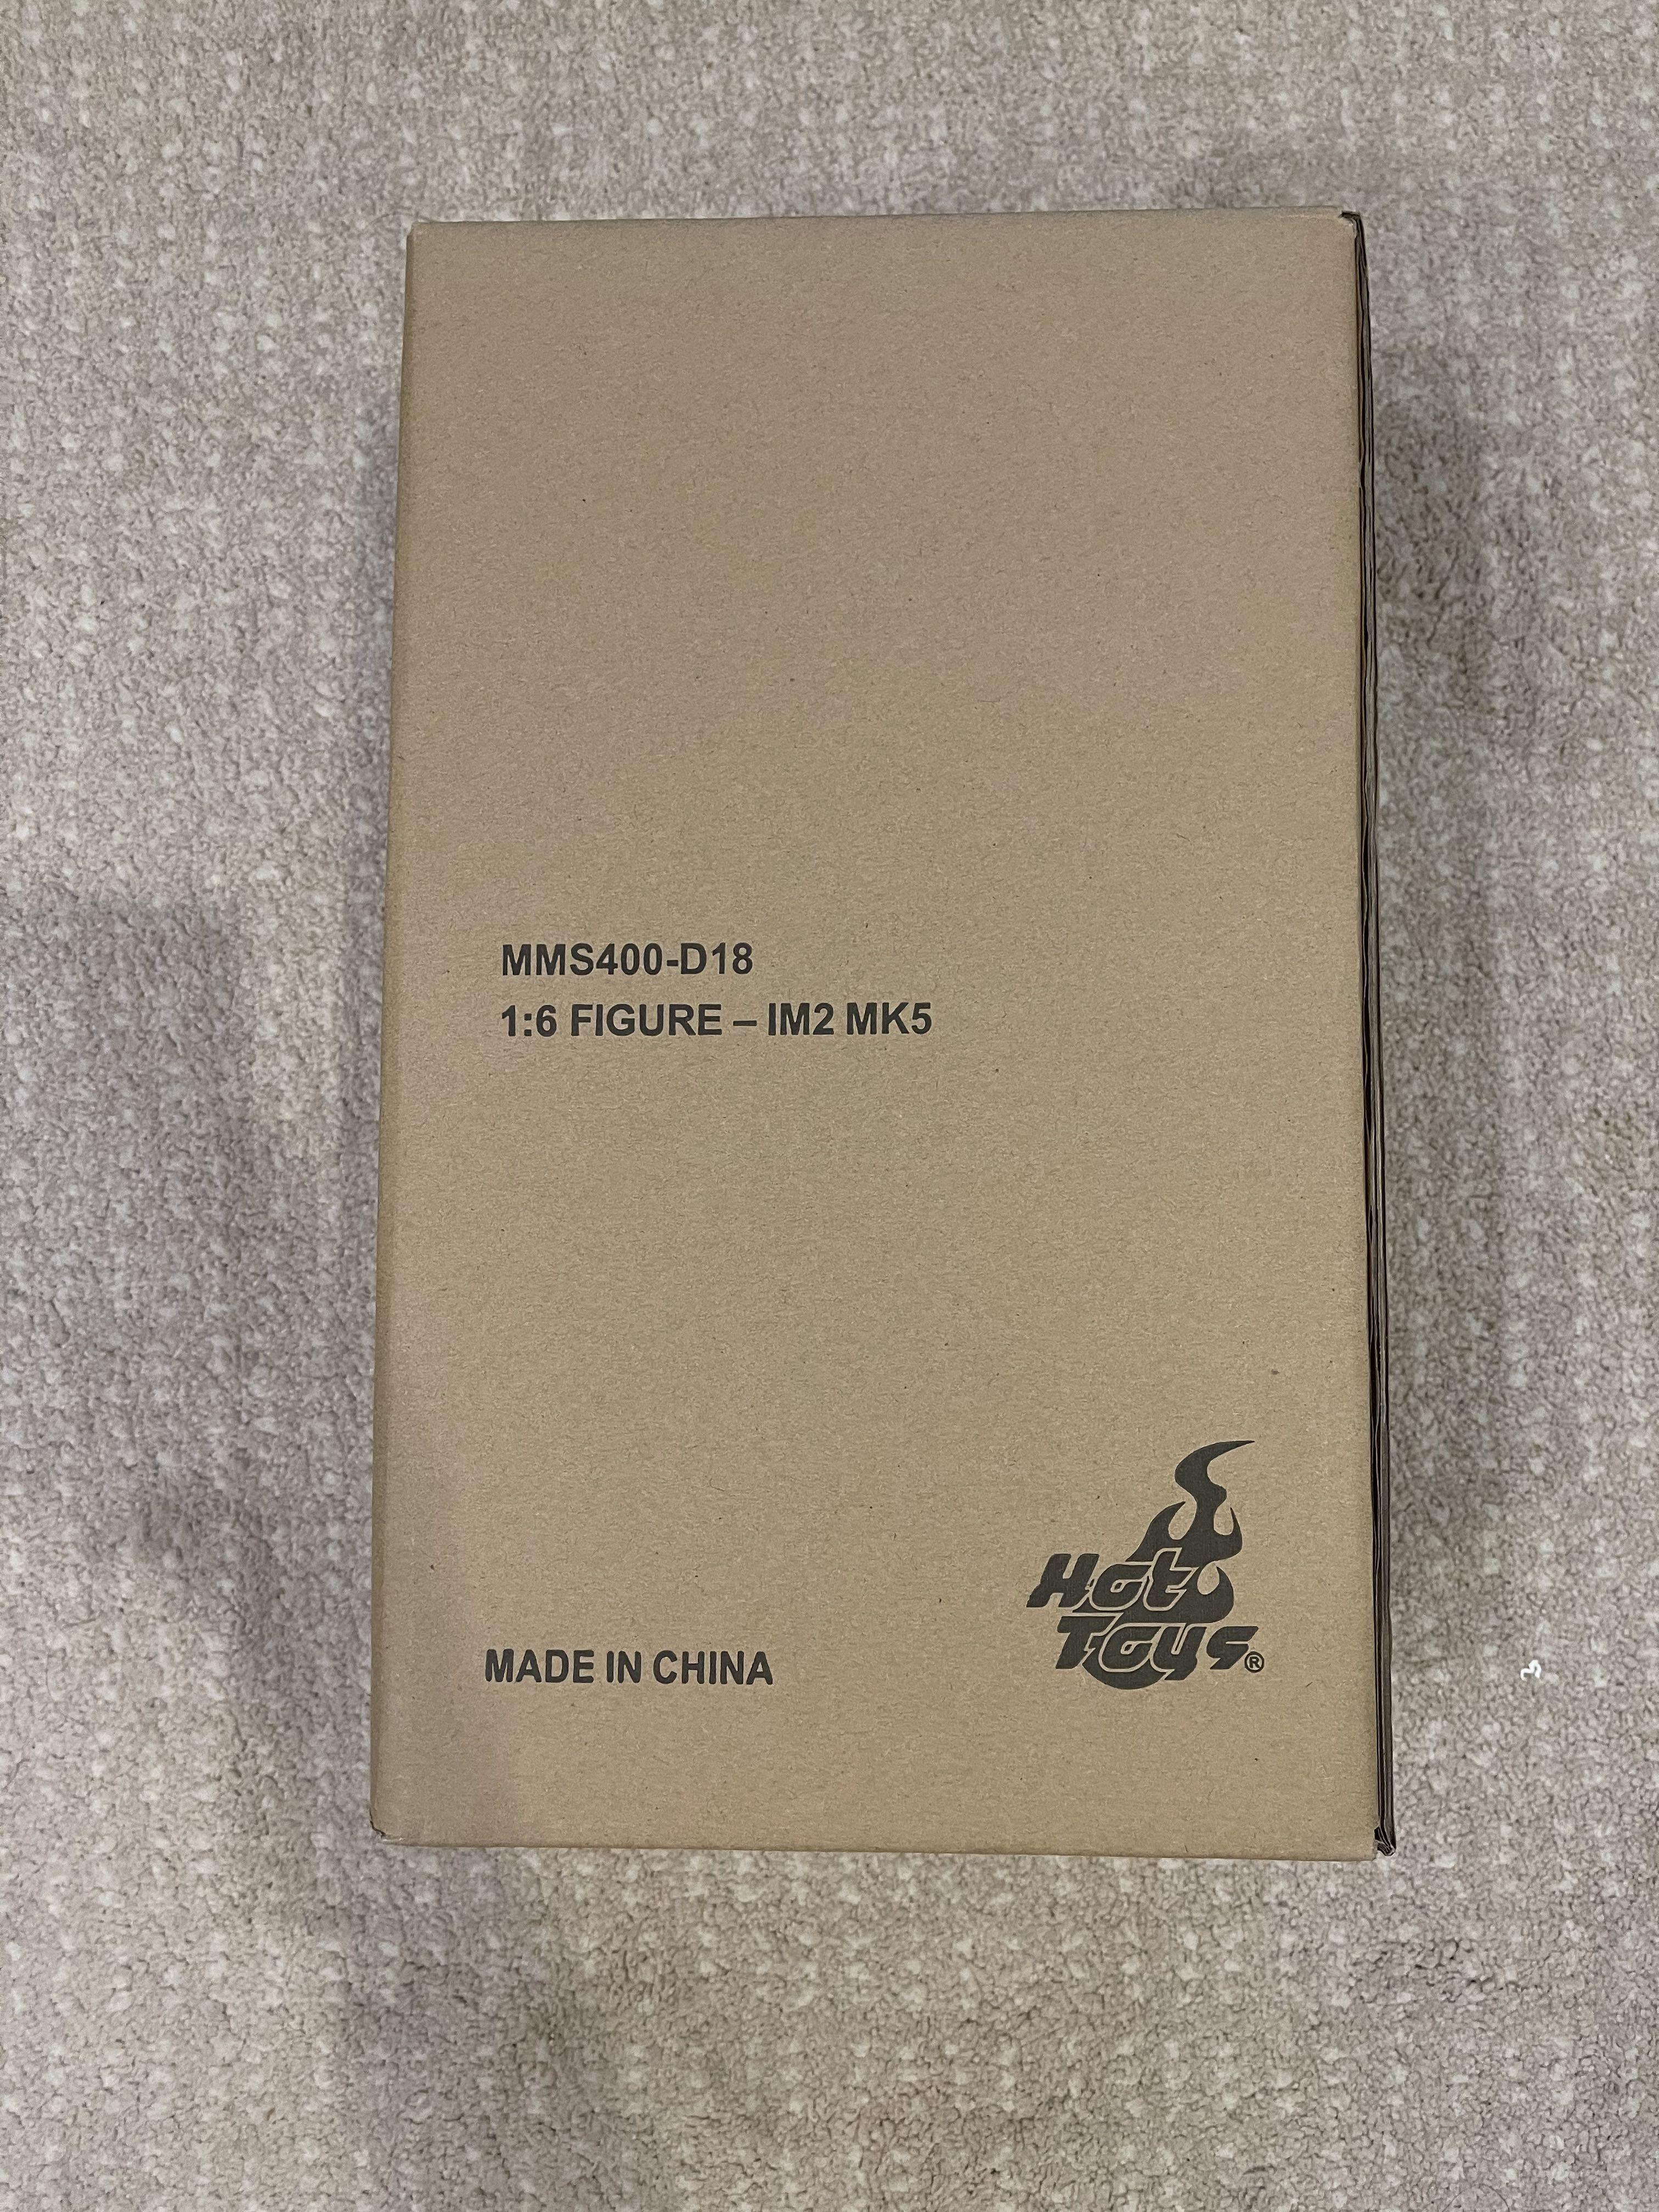 MMS400-D18
1:6 FIGURE – IM2 MK5
Hot
Toys®
MADE IN CHINA